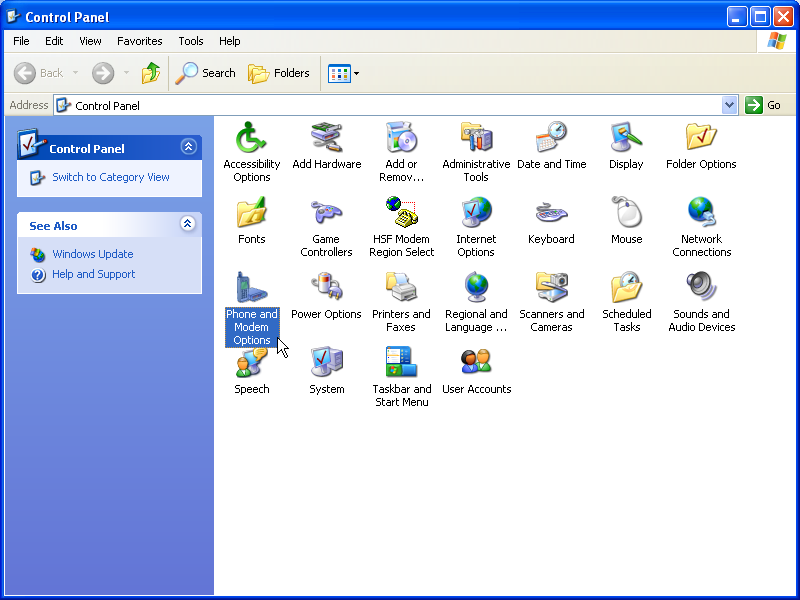 Control Panel
File Edit View Favorites Tools Help
Back Search Folders
Address Control Panel Go
Control Panel
Switch to Category View
See Also
Windows Update
Help and Support
Accessibility Options
Add Hardware
Add or Remov...
Administrative Tools
Date and Time
Display
Folder Options
Fonts
Game Controllers
HSF Modem Region Select
Internet Options
Keyboard
Mouse
Network Connections
Phone and Modem Options
Power Options
Printers and Faxes
Regional and Language ...
Scanners and Cameras
Scheduled Tasks
Sounds and Audio Devices
Speech
System
Taskbar and Start Menu
User Accounts